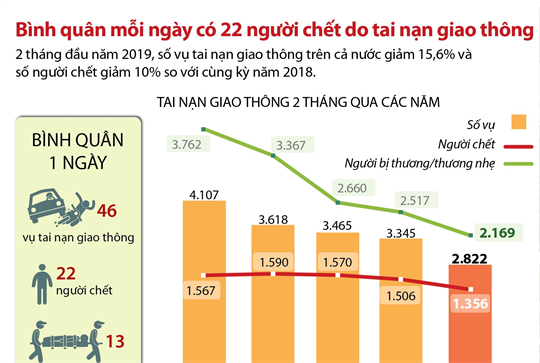 Bình quân mỗi ngày có 22 người chết do tai nạn giao thông
2 tháng đầu năm 2019, số vụ tai nạn giao thông trên cả nước giảm 15,6% và
số người chết giảm 10% so với cùng kỳ năm 2018.
TAI NẠN GIAO THÔNG 2 THÁNG QUA CÁC NĂM
Số vụ
Người chết
Người bị thương/thương nhẹ
BÌNH QUÂN
1 NGÀY
46
vụ tai nạn giao thông
22
người chết
13
3.762
3.367
2.660
2.517
2.169
4.107
3.618
3.465
3.345
2.822
1.567
1.590
1.570
1.506
1.356